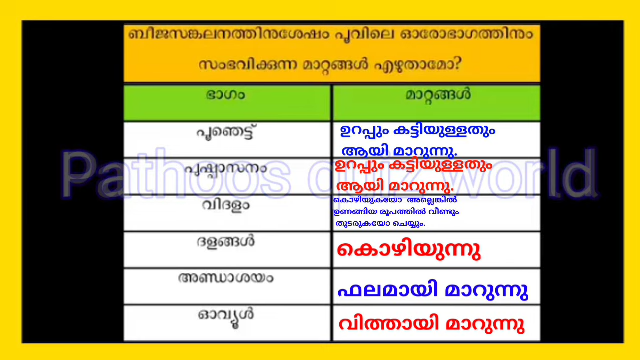 ബീജസങ്കലനത്തിനുശേഷം പൂവിലെ ഓരോഭാഗത്തിനും
സംഭവിക്കുന്ന മാറ്റങ്ങൾ എഴുതാമോ?
ഭാഗം മാറ്റങ്ങൾ
പൂഞെട്ട് ഉറപ്പും കട്ടിയുള്ളതും
ആയി മാറുന്നു.
പുഷ്പാസനം ഉറപ്പും കട്ടിയുള്ളതും
ആയി മാറുന്നു.
വിദളം കൊഴിയുകയോ അല്ലെങ്കിൽ
ഉണങ്ങിയ രൂപത്തിൽ വീണ്ടും
തുടരുകയോ ചെയ്യും.
ദളങ്ങൾ കൊഴിയുന്നു
അണ്ഡാശയം ഫലമായി മാറുന്നു
ഓവ്യൂൾ വിത്തായി മാറുന്നു
Pathoos world